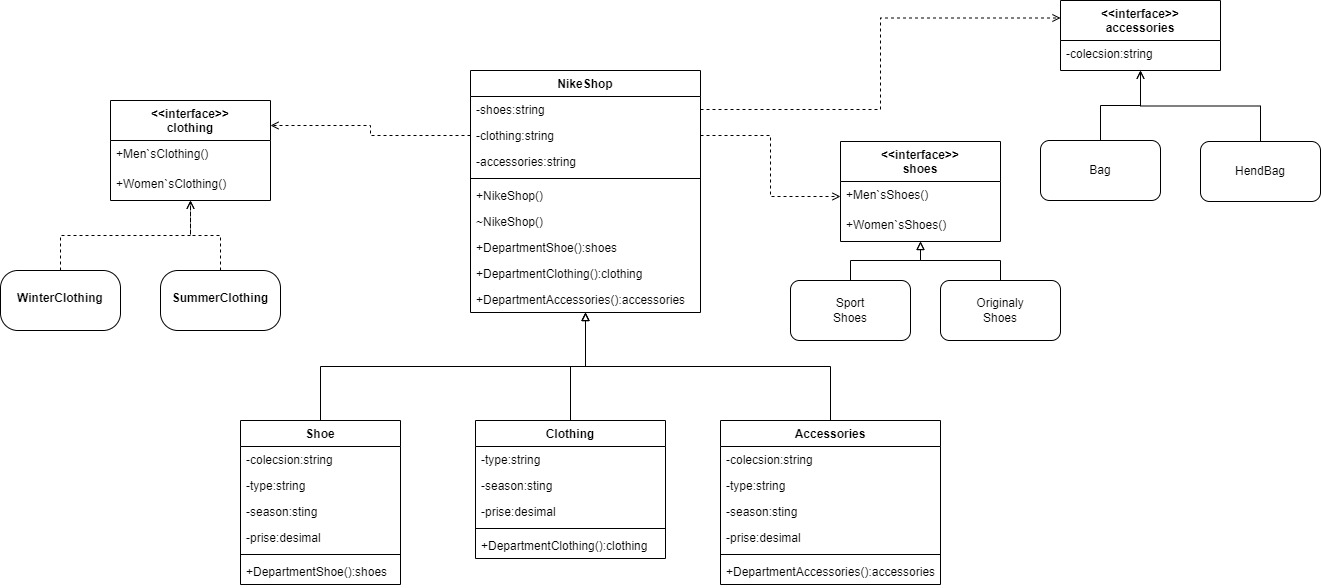 <<interface>>
accessories
-colecsion:string
NikeShop
-shoes:string
-clothing:string
-accessories:string
+NikeShop()
~NikeShop()
+DepartmentShoe():shoes
+DepartmentClothing():clothing
+DepartmentAccessories():accessories
<<interface>>
clothing
+Men`sClothing()
+Women`sClothing()
<<interface>>
shoes
+Men`sShoes()
+Women`sShoes()
Bag
HendBag
WinterClothing
SummerClothing
Sport
Shoes
Originaly
Shoes
Shoe
-colecsion:string
-type:string
-season:sting
-prise:desimal
+DepartmentShoe():shoes
Clothing
-type:string
-season:sting
-prise:desimal
+DepartmentClothing():clothing
Accessories
-colecsion:string
-type:string
-season:sting
-prise:desimal
+DepartmentAccessories():accessories